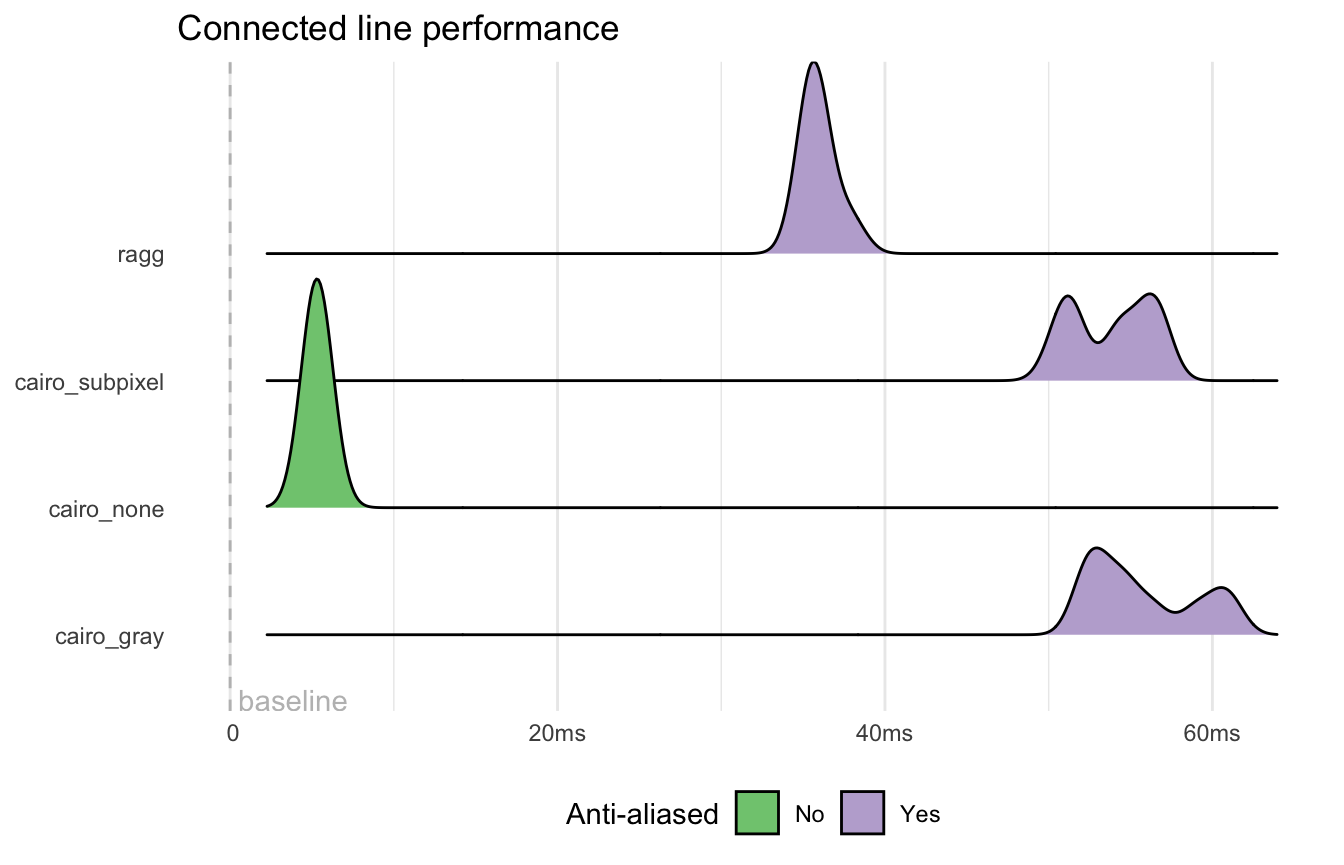 Connected line performance
ragg
cairo_subpixel
cairo_none
cairo_gray
baseline
0 20ms 40ms 60ms
Anti-aliased No Yes